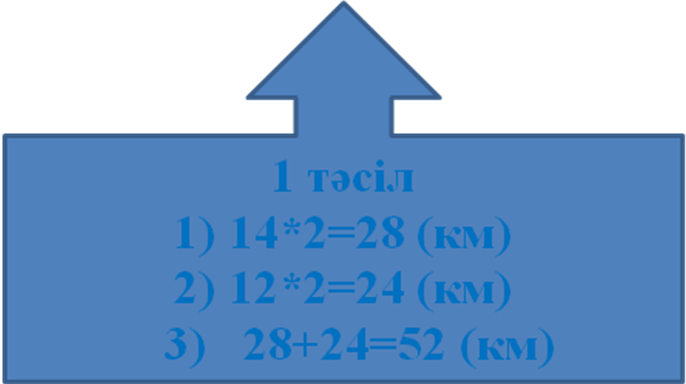 1 тәсіл
1) 14*2=28 (км)
2) 12*2=24 (км)
3) 28+24=52 (км)